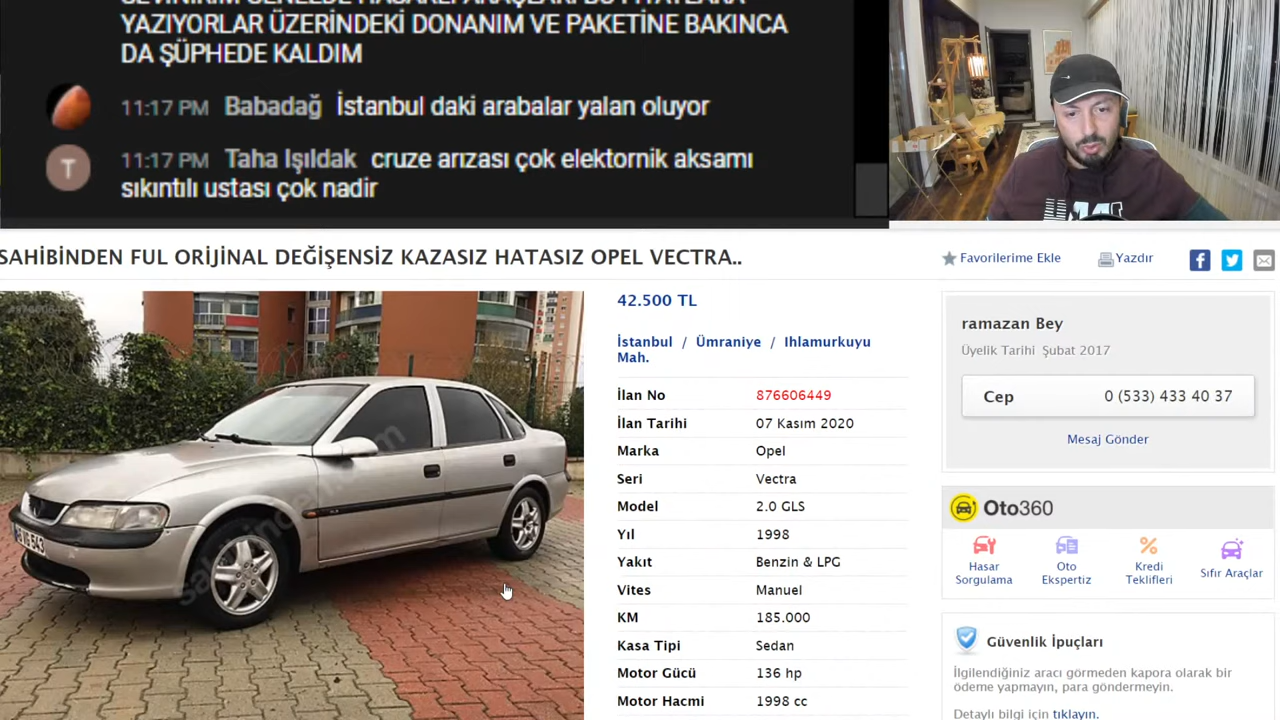 YAZIYORLAR ÜZERİNDEKİ DONANIM VE PAKETİNE BAKINCA
DA ŞÜPHEDE KALDIM
11:17 PM Babadağ İstanbul daki arabalar yalan oluyor
T 11:17 PM Taha Işıldak cruze arızası çok elektornik aksamı
sıkıntılı ustası çok nadir
SAHİBİNDEN FUL ORİJİNAL DEĞİŞENSİZ KAZASIZ HATASIZ OPEL VECTRA..
Favorilerime Ekle
Yazdır
42.500 TL
İstanbul / Ümraniye / Ihlamurkuyu
Mah.
İlan No 876606449
İlan Tarihi 07 Kasım 2020
Marka Opel
Seri Vectra
Model 2.0 GLS
Yıl 1998
Yakıt Benzin & LPG
Vites Manuel
KM 185.000
Kasa Tipi Sedan
Motor Gücü 136 hp
Motor Hacmi 1998 cc
ramazan Bey
Üyelik Tarihi Şubat 2017
Cep 0 (533) 433 40 37
Mesaj Gönder
Oto360
Hasar
Sorgulama
Oto
Ekspertiz
Kredi
Teklifleri
Sıfır Araçlar
Güvenlik İpuçları
İlgilendiğiniz aracı görmeden kapora olarak bir
ödeme yapmayın, para göndermeyin.
Detaylı bilgi için tıklayın.
sahibinden.com